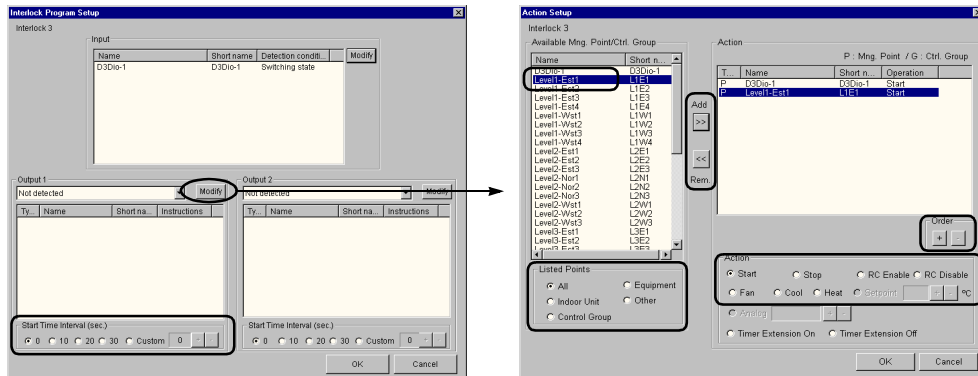 Interlock Program Setup
Interlock 3
Input
Name Short name Detection conditi...
D3Dio-1 D3Dio-1 Switching state
Modify
Output 1
Not detected
Modify
Ty... Name Short na... Instructions
Start Time Interval (sec.)
0 10 20 30 Custom 0 + -
Output 2
Not detected
Modify
Ty... Name Short na... Instructions
Start Time Interval (sec.)
0 10 20 30 Custom 0 + -
OK Cancel
Action Setup
Interlock 3
Available Mng. Point/Ctrl. Group
Name Short n...
D3Dio-1 D3Dio-1
Level1-Est1 L1E1
Level1-Est2 L1E2
Level1-Est3 L1E3
Level1-Est4 L1E4
Level1-Wst1 L1W1
Level1-Wst2 L1W2
Level1-Wst3 L1W3
Level1-Wst4 L1W4
Level2-Est1 L2E1
Level2-Est2 L2E2
Level2-Est3 L2E3
Level2-Nor1 L2N1
Level2-Nor2 L2N2
Level2-Nor3 L2N3
Level2-Wst1 L2W1
Level2-Wst2 L2W2
Level2-Wst3 L2W3
Level3-Est1 L3E1
Level3-Est2 L3E2
Level3-Est3 L3E3
Listed Points
All Equipment
Indoor Unit Other
Control Group
Add
>>
<<
Rem.
Action
P : Mng. Point / G : Ctrl. Group
T... Name Short n... Operation
P D3Dio-1 D3Dio-1 Start
P Level1-Est1 L1E1 Start
Order
+ -
Action
Start Stop RC Enable RC Disable
Fan Cool Heat Setpoint + - ºC
Analog + -
Timer Extension On Timer Extension Off
OK Cancel